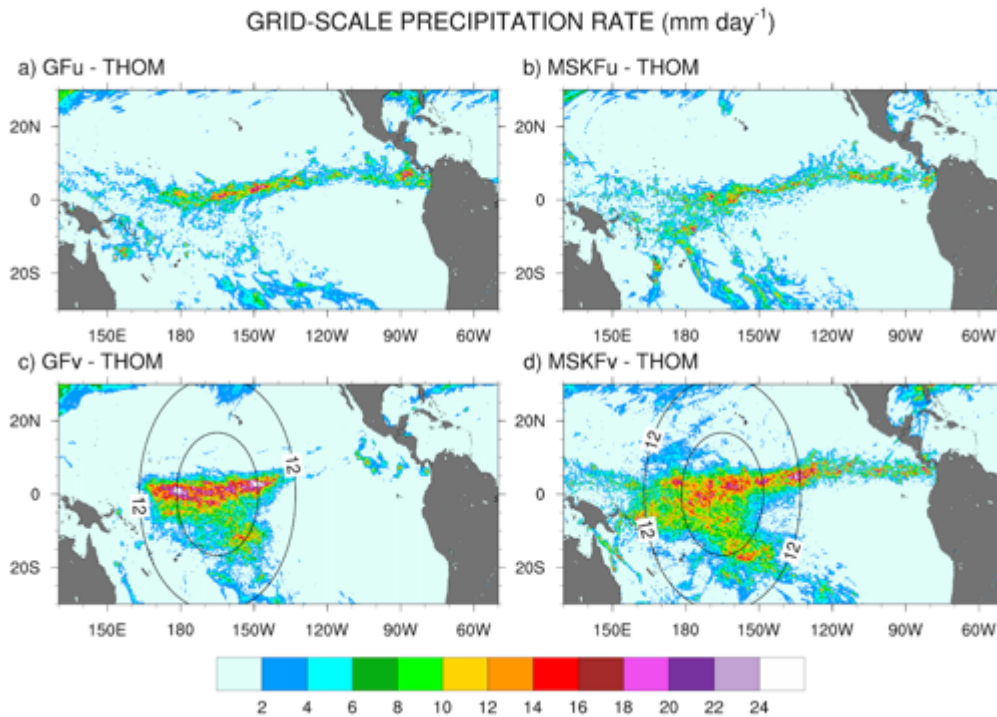 GRID-SCALE PRECIPITATION RATE (mm day⁻¹)
a) GFu - THOM
b) MSKFu - THOM
20N
0
20S
150E 180 150W 120W 90W 60W
20N
0
20S
150E 180 150W 120W 90W 60W
c) GFv - THOM
d) MSKFv - THOM
20N
0
20S
12
12
150E 180 150W 120W 90W 60W
20N
0
20S
12
12
12
150E 180 150W 120W 90W 60W
2 4 6 8 10 12 14 16 18 20 22 24